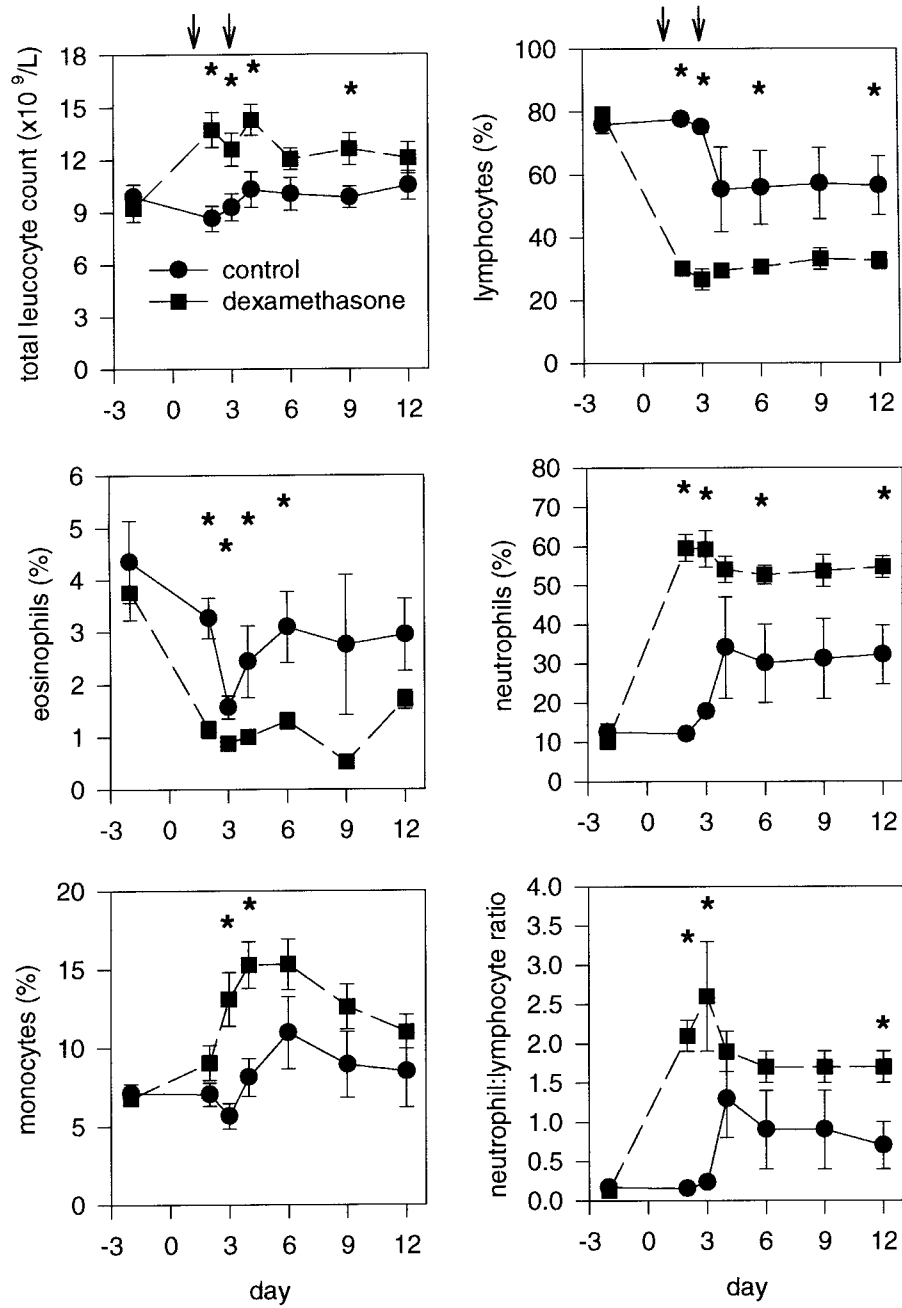 total leucocyte count (x10 9/L)
18
15
12
9
6
3
0
* * * *
control
dexamethasone
-3 0 3 6 9 12
lymphocytes (%)
100
80
60
40
20
0
* * * *
-3 0 3 6 9 12
eosinophils (%)
6
5
4
3
2
1
0
* * * *
-3 0 3 6 9 12
neutrophils (%)
80
70
60
50
40
30
20
10
0
* * * *
-3 0 3 6 9 12
monocytes (%)
20
15
10
5
0
* *
-3 0 3 6 9 12
day
neutrophil:lymphocyte ratio
4.0
3.5
3.0
2.5
2.0
1.5
1.0
0.5
0.0
* * *
-3 0 3 6 9 12
day